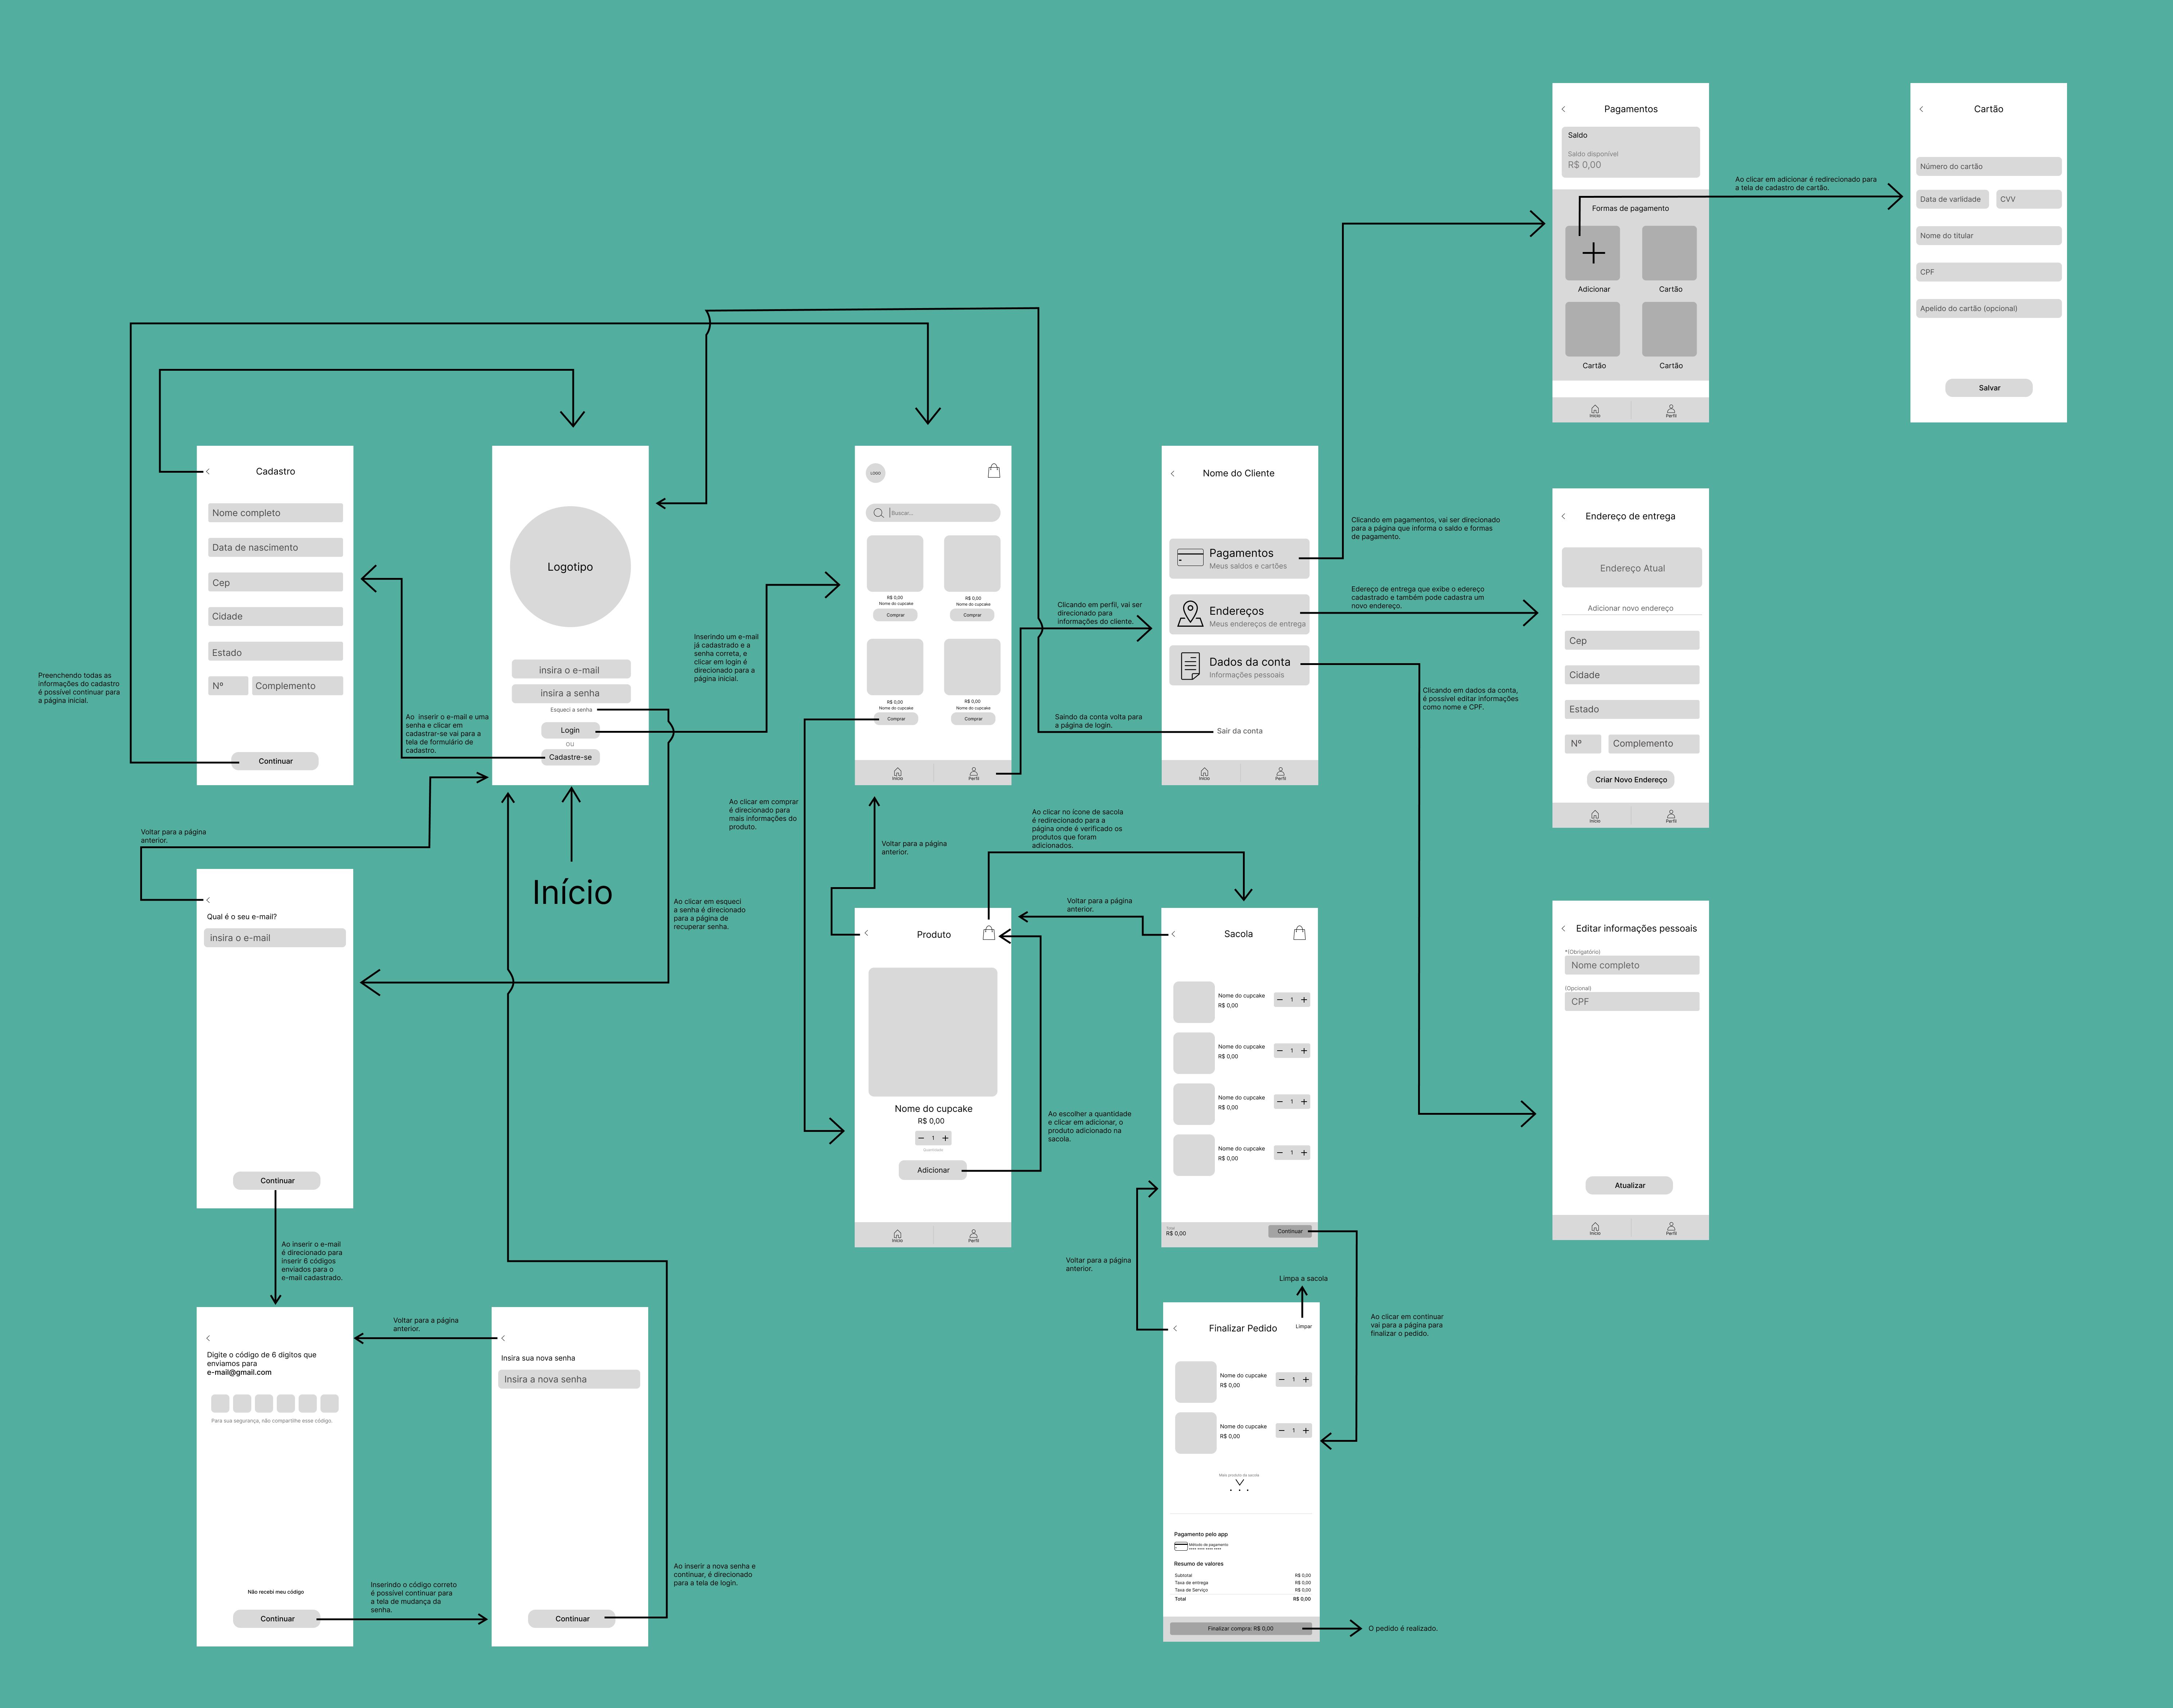 Pagamentos
Saldo
Saldo disponível
R$ 0,00
Formas de pagamento
Adicionar
Cartão
Cartão
Cartão
Início
Perfil
Ao clicar em adicionar é redirecionado para
a tela de cadastro de cartão.
Cartão
Número do cartão
Data de varlidade
CVV
Nome do títular
CPF
Apelido do cartão (opcional)
Salvar
Cadastro
Nome completo
Data de nascimento
Cep
Cidade
Estado
Nº
Complemento
Continuar
Preenchendo todas as
informações do cadastro
é possível continuar para
a página inicial.
Logotipo
insira o e-mail
insira a senha
Esqueci a senha
Login
ou
Cadastre-se
Ao inserir o e-mail e uma
senha e clicar em
cadastrar-se vai para a
tela de formulário de
cadastro.
Inserindo um e-mail
já cadastrado e a
senha correta, e
clicar em login é
direcionado para a
página inicial.
LOGO
Buscar...
R$ 0,00
Nome do cupcake
Comprar
R$ 0,00
Nome do cupcake
Comprar
R$ 0,00
Nome do cupcake
Comprar
R$ 0,00
Nome do cupcake
Comprar
Início
Perfil
Clicando em perfil, vai ser
direcionado para
informações do cliente.
Nome do Cliente
Pagamentos
Meus saldos e cartões
Endereços
Meus endereços de entrega
Dados da conta
Informações pessoais
Sair da conta
Início
Perfil
Saindo da conta volta para
a página de login.
Clicando em pagamentos, vai ser direcionado
para a página que informa o saldo e formas
de pagamento.
Edereço de entrega que exibe o edereço
cadastrado e também pode cadastra um
novo endereço.
Clicando em dados da conta,
é possível editar informações
como nome e CPF.
Endereço de entrega
Endereço Atual
Adicionar novo endereço
Cep
Cidade
Estado
Nº
Complemento
Criar Novo Endereço
Início
Perfil
Voltar para a página
anterior.
Início
Ao clicar em comprar
é direcionado para
mais informações do
produto.
Voltar para a página
anterior.
Ao clicar no ícone de sacola
é redirecionado para a
página onde é verificado os
produtos que foram
adicionados.
Qual é o seu e-mail?
insira o e-mail
Continuar
Ao clicar em esqueci
a senha é direcionado
para a página de
recuperar senha.
Produto
Nome do cupcake
R$ 0,00
1
Quantidade
Adicionar
Início
Perfil
Voltar para a página
anterior.
Ao escolher a quantidade
e clicar em adicionar, o
produto adicionado na
sacola.
Sacola
Nome do cupcake
R$ 0,00
1
Nome do cupcake
R$ 0,00
1
Nome do cupcake
R$ 0,00
1
Nome do cupcake
R$ 0,00
1
Total
R$ 0,00
Continuar
Editar informações pessoais
*(Obrigatório)
Nome completo
(Opcional)
CPF
Atualizar
Início
Perfil
Ao inserir o e-mail
é direcionado para
inserir 6 códigos
enviados para o
e-mail cadastrado.
Voltar para a página
anterior.
Limpa a sacola
Ao clicar em continuar
vai para a página para
finalizar o pedido.
Digite o código de 6 digitos que
enviamos para
e-mail@gmail.com
Para sua segurança, não compartilhe esse código.
Não recebi meu código
Continuar
Voltar para a página
anterior.
Inserindo o código correto
é possível continuar para
a tela de mudança da
senha.
Insira sua nova senha
Insira a nova senha
Continuar
Ao inserir a nova senha e
continuar, é direcionado
para a tela de login.
Finalizar Pedido
Limpar
Nome do cupcake
R$ 0,00
1
Nome do cupcake
R$ 0,00
1
Mais produto da sacola
Pagamento pelo app
Método de pagamento
**** **** **** ****
Resumo de valores
Subtotal
R$ 0,00
Taxa de entrega
R$ 0,00
Taxa de Serviço
R$ 0,00
Total
R$ 0,00
Finalizar compra: R$ 0,00
O pedido é realizado.